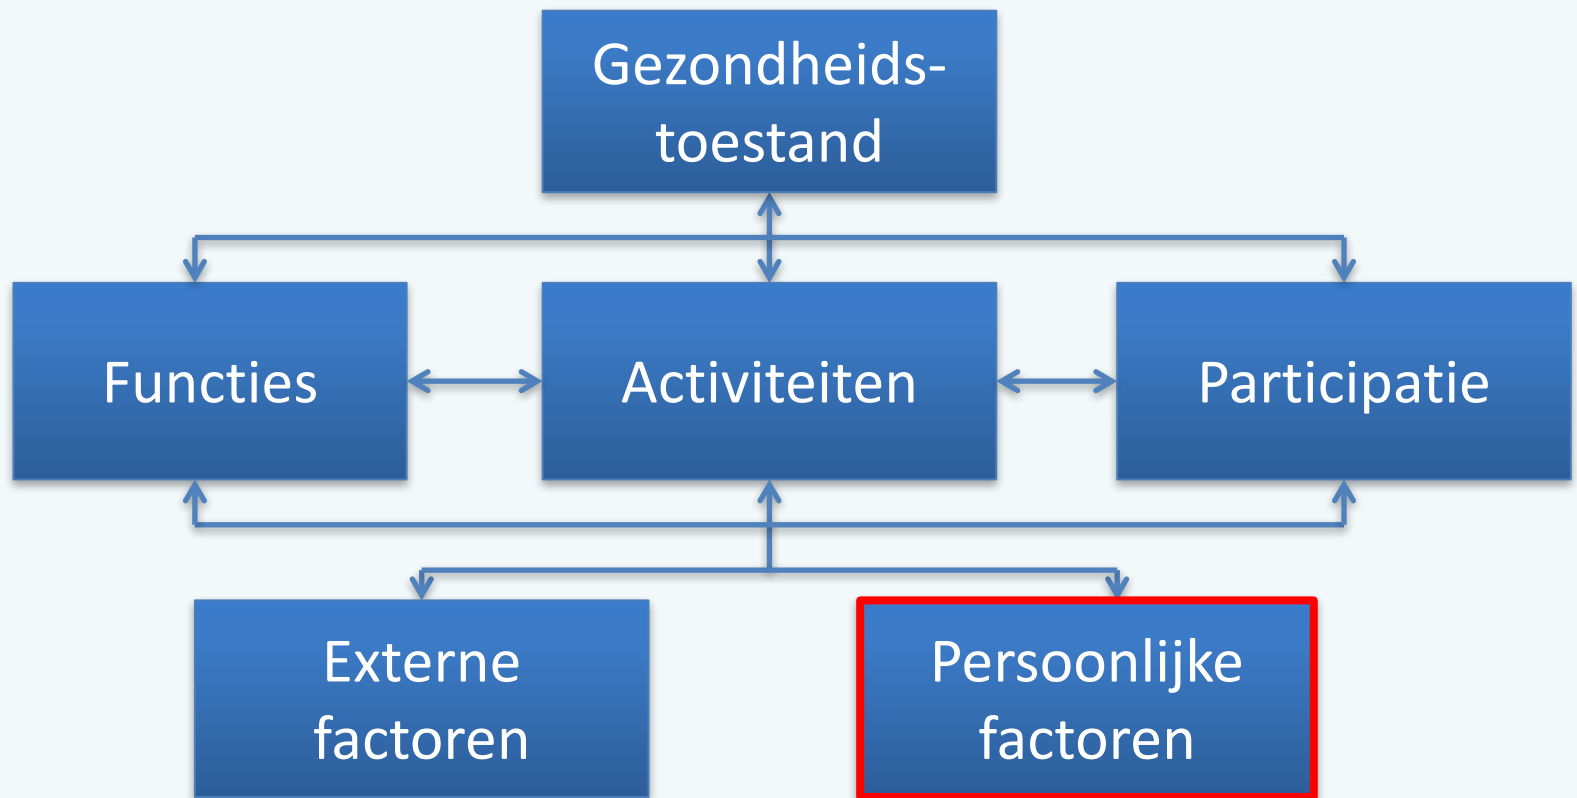 Gezondheids-
toestand
Functies
Activiteiten
Participatie
Externe
factoren
Persoonlijke
factoren